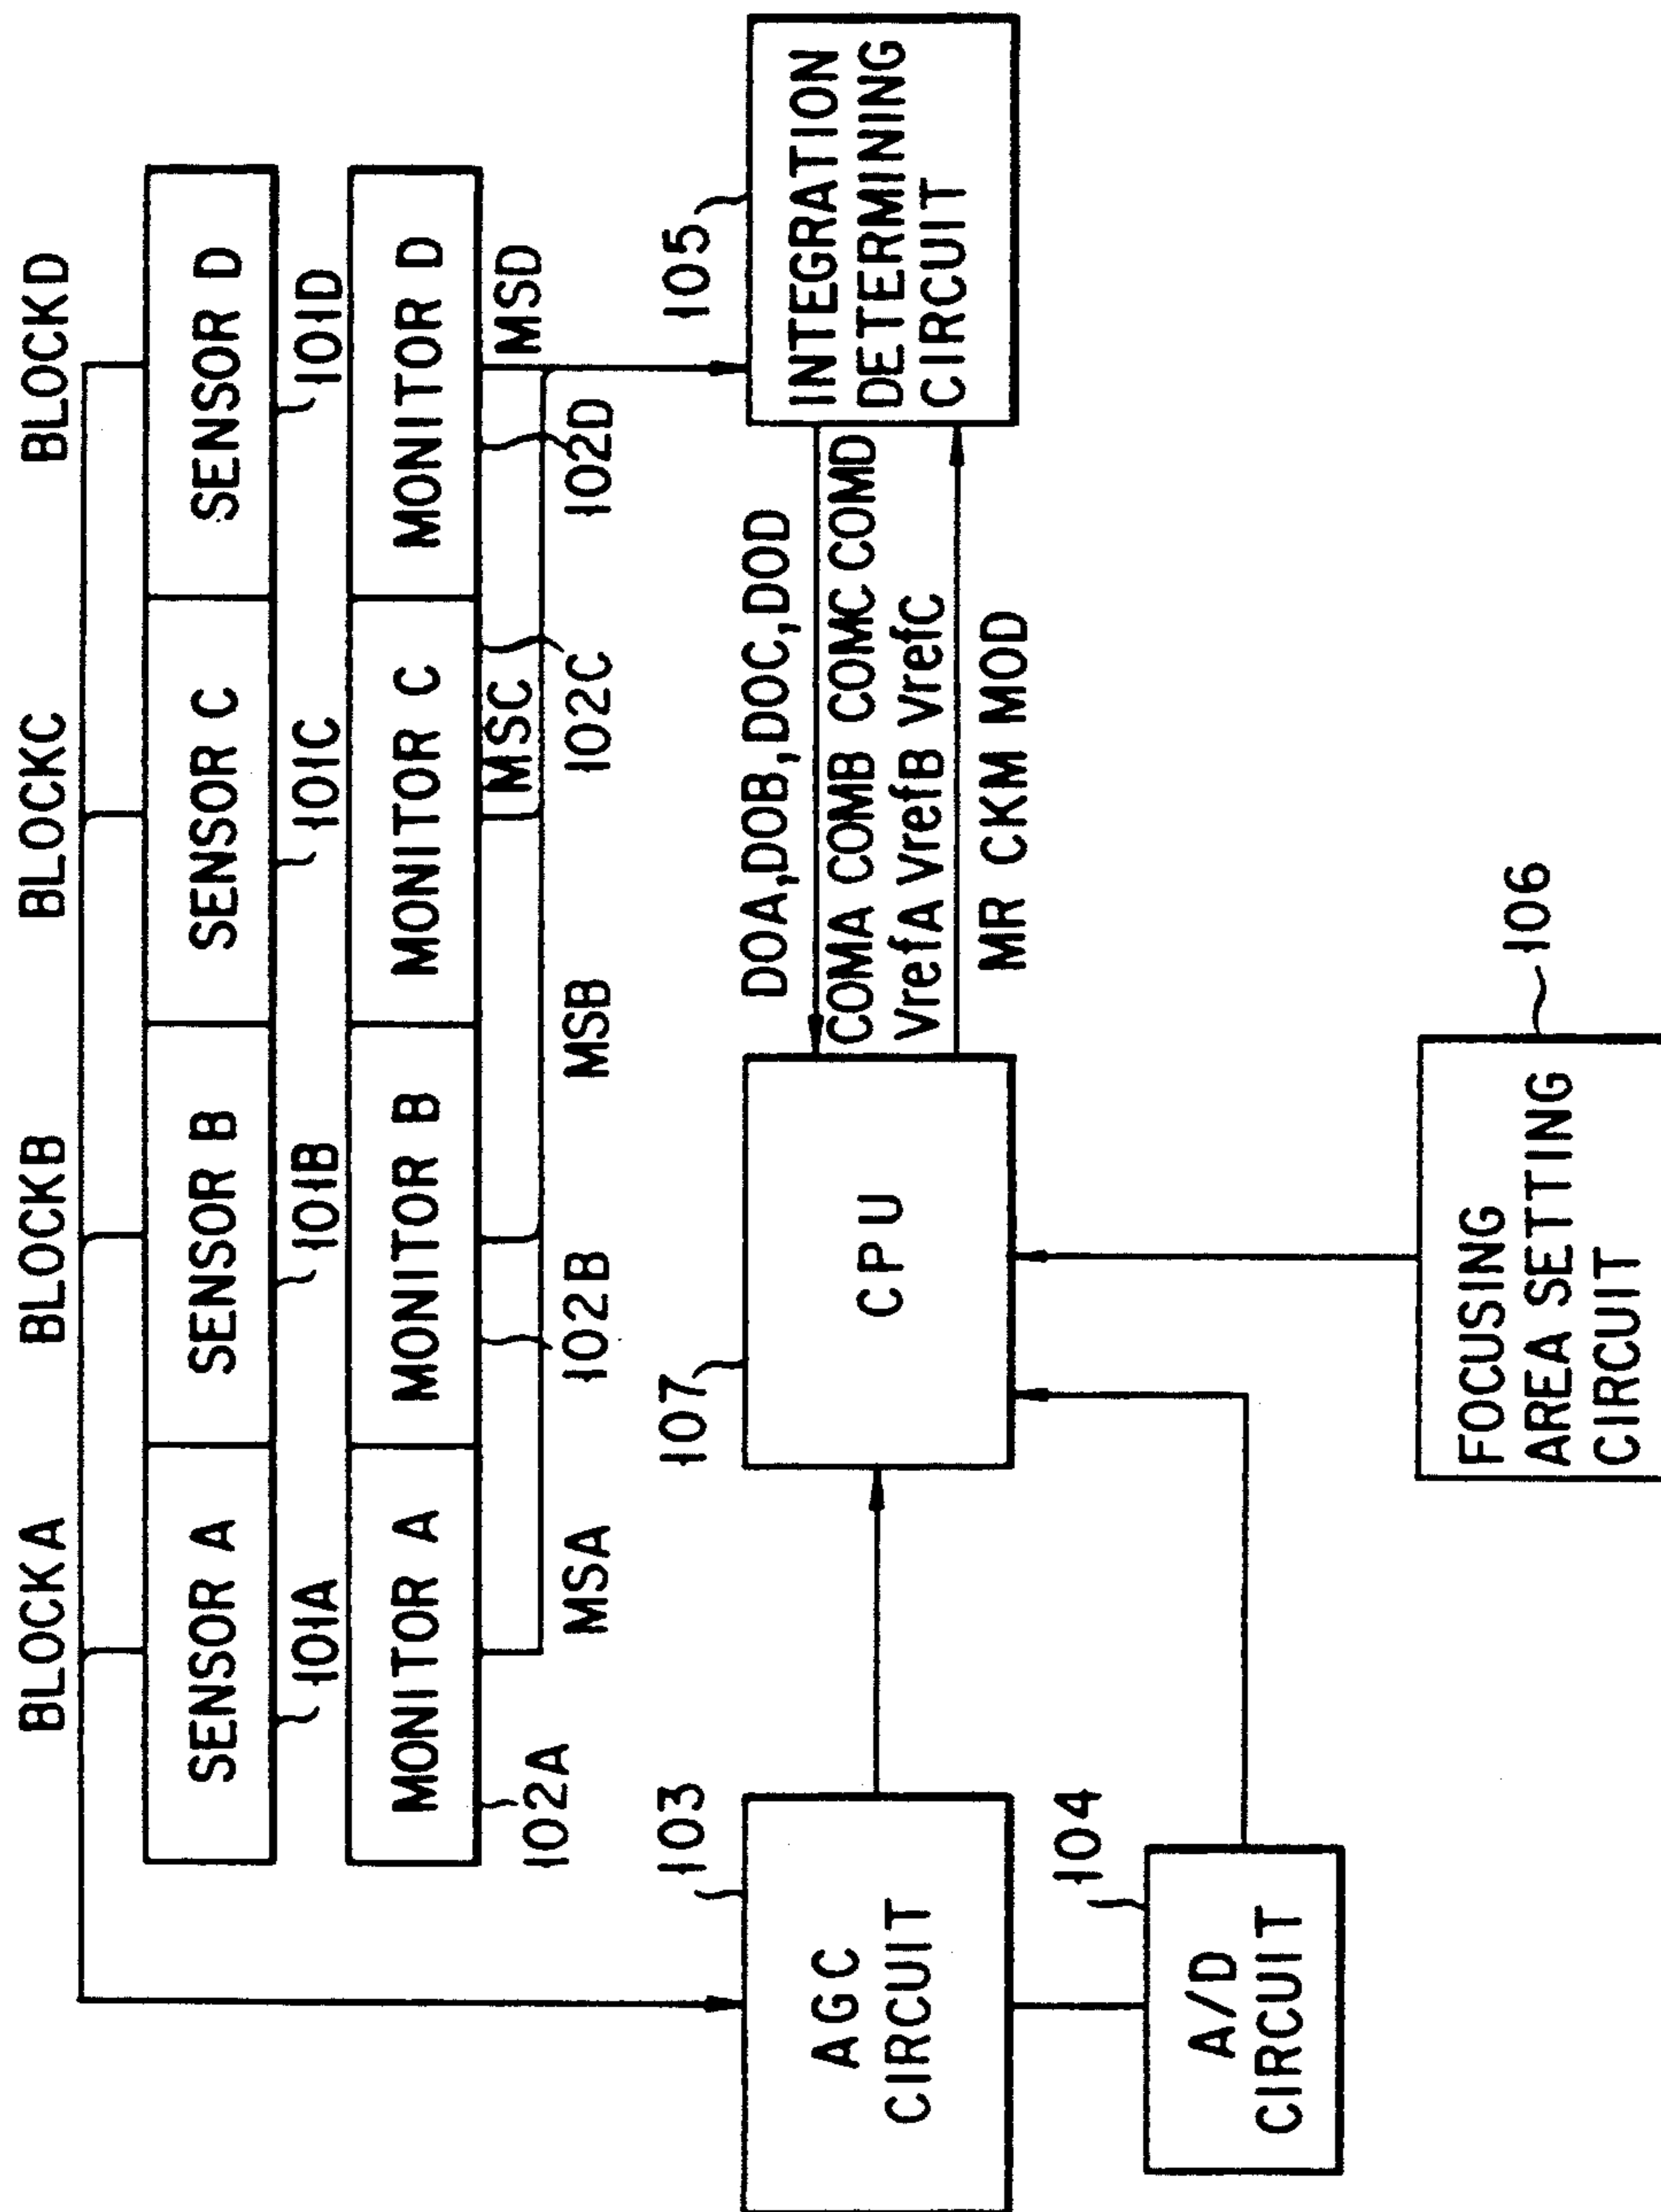 BLOCKA
BLOCKB
BLOCKC
BLOCKD
SENSOR A
SENSOR B
SENSOR C
SENSOR D
101A
101B
101C
101D
MONITOR A
MONITOR B
MONITOR C
MONITOR D
102A
MSA
102B
MSB
MSC
102C
MSD
102D
103
AGC
CIRCUIT
104
A/D
CIRCUIT
107
CPU
DOA,DOB,DOC,DOD
COMA COMB COMC COMD
VrefA VrefB VrefC
MR CKM MOD
105
INTEGRATION
DETERMINING
CIRCUIT
106
FOCUSING
AREA SETTING
CIRCUIT